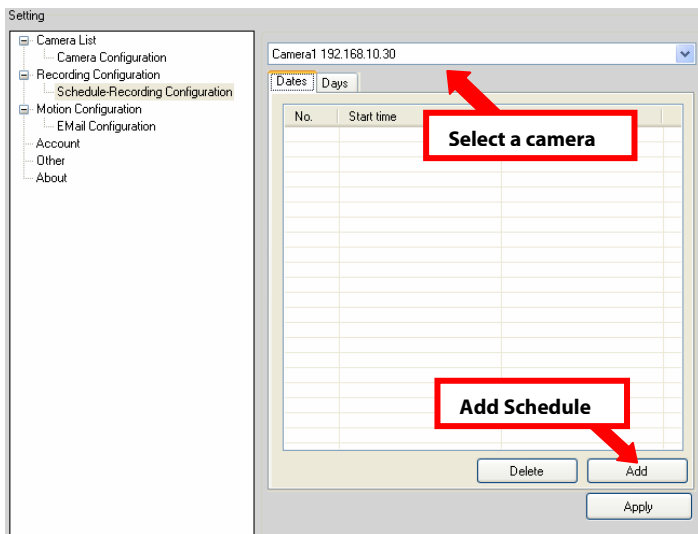 Setting
Camera List
Camera Configuration
Recording Configuration
Schedule-Recording Configuration
Motion Configuration
EMail Configuration
Account
Other
About
Camera1 192.168.10.30
Dates Days
No. Start time
Select a camera
Add Schedule
Delete Add
Apply